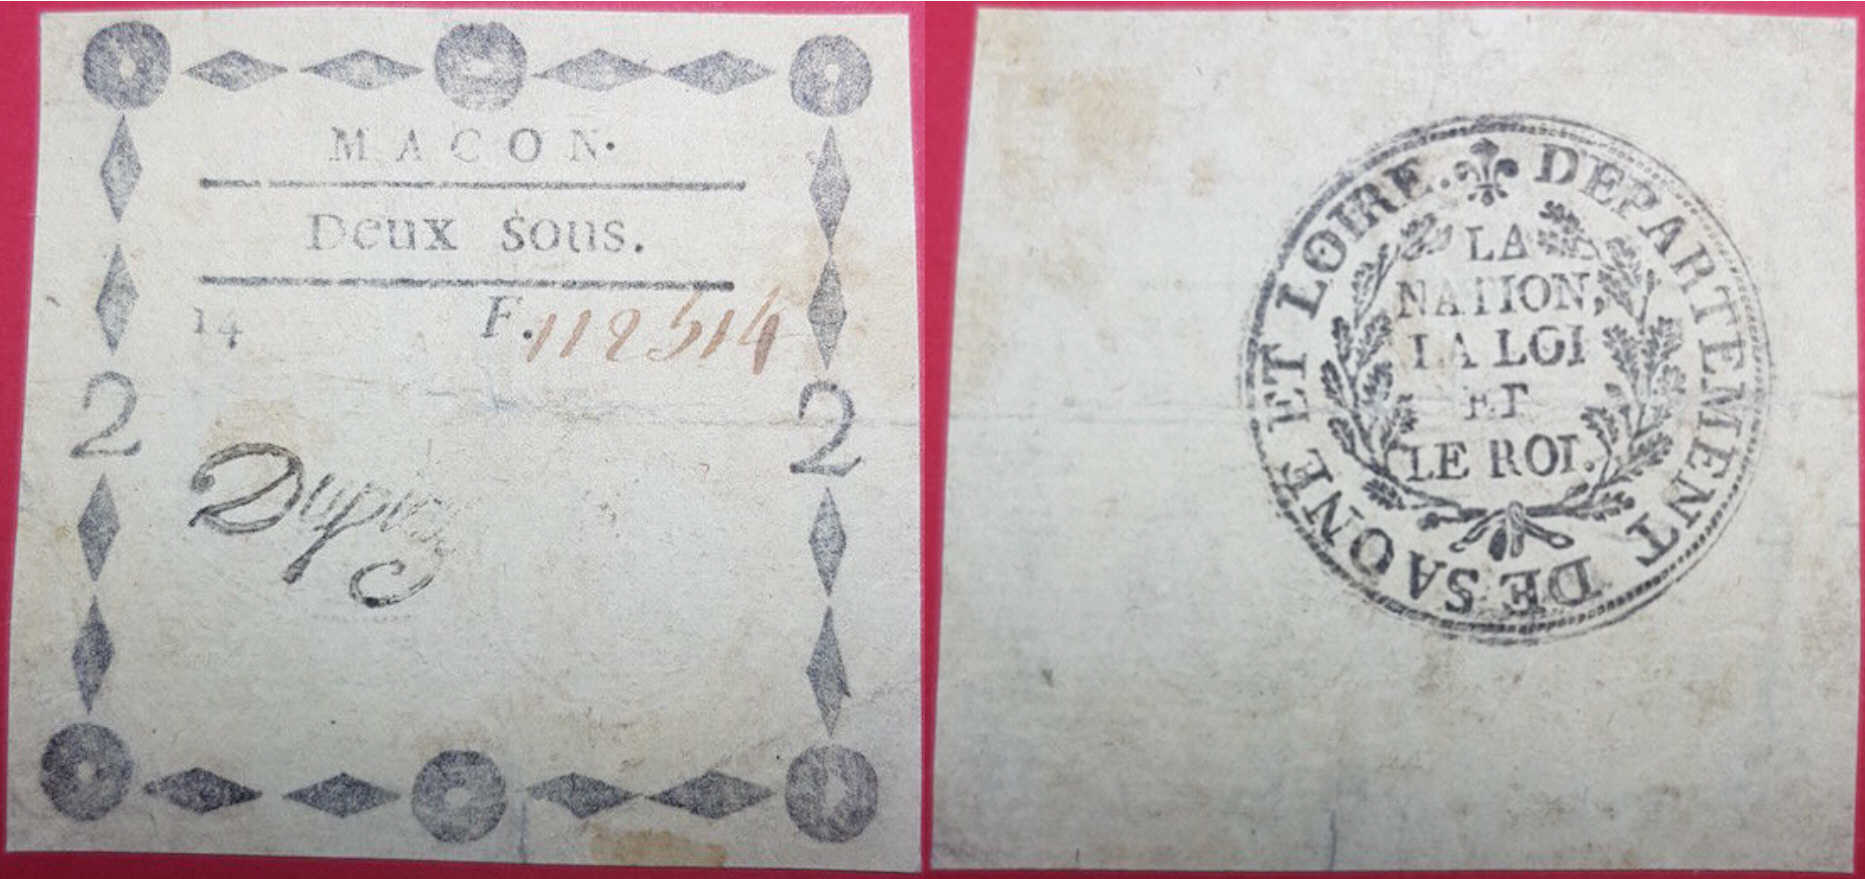 MACON.
Deux sous.
14 F. 112514
2 2
Dupré
DEPARTEMENT DE SAONE ET LOIRE.
LA
NATION,
LA LOI
ET
LE ROI.